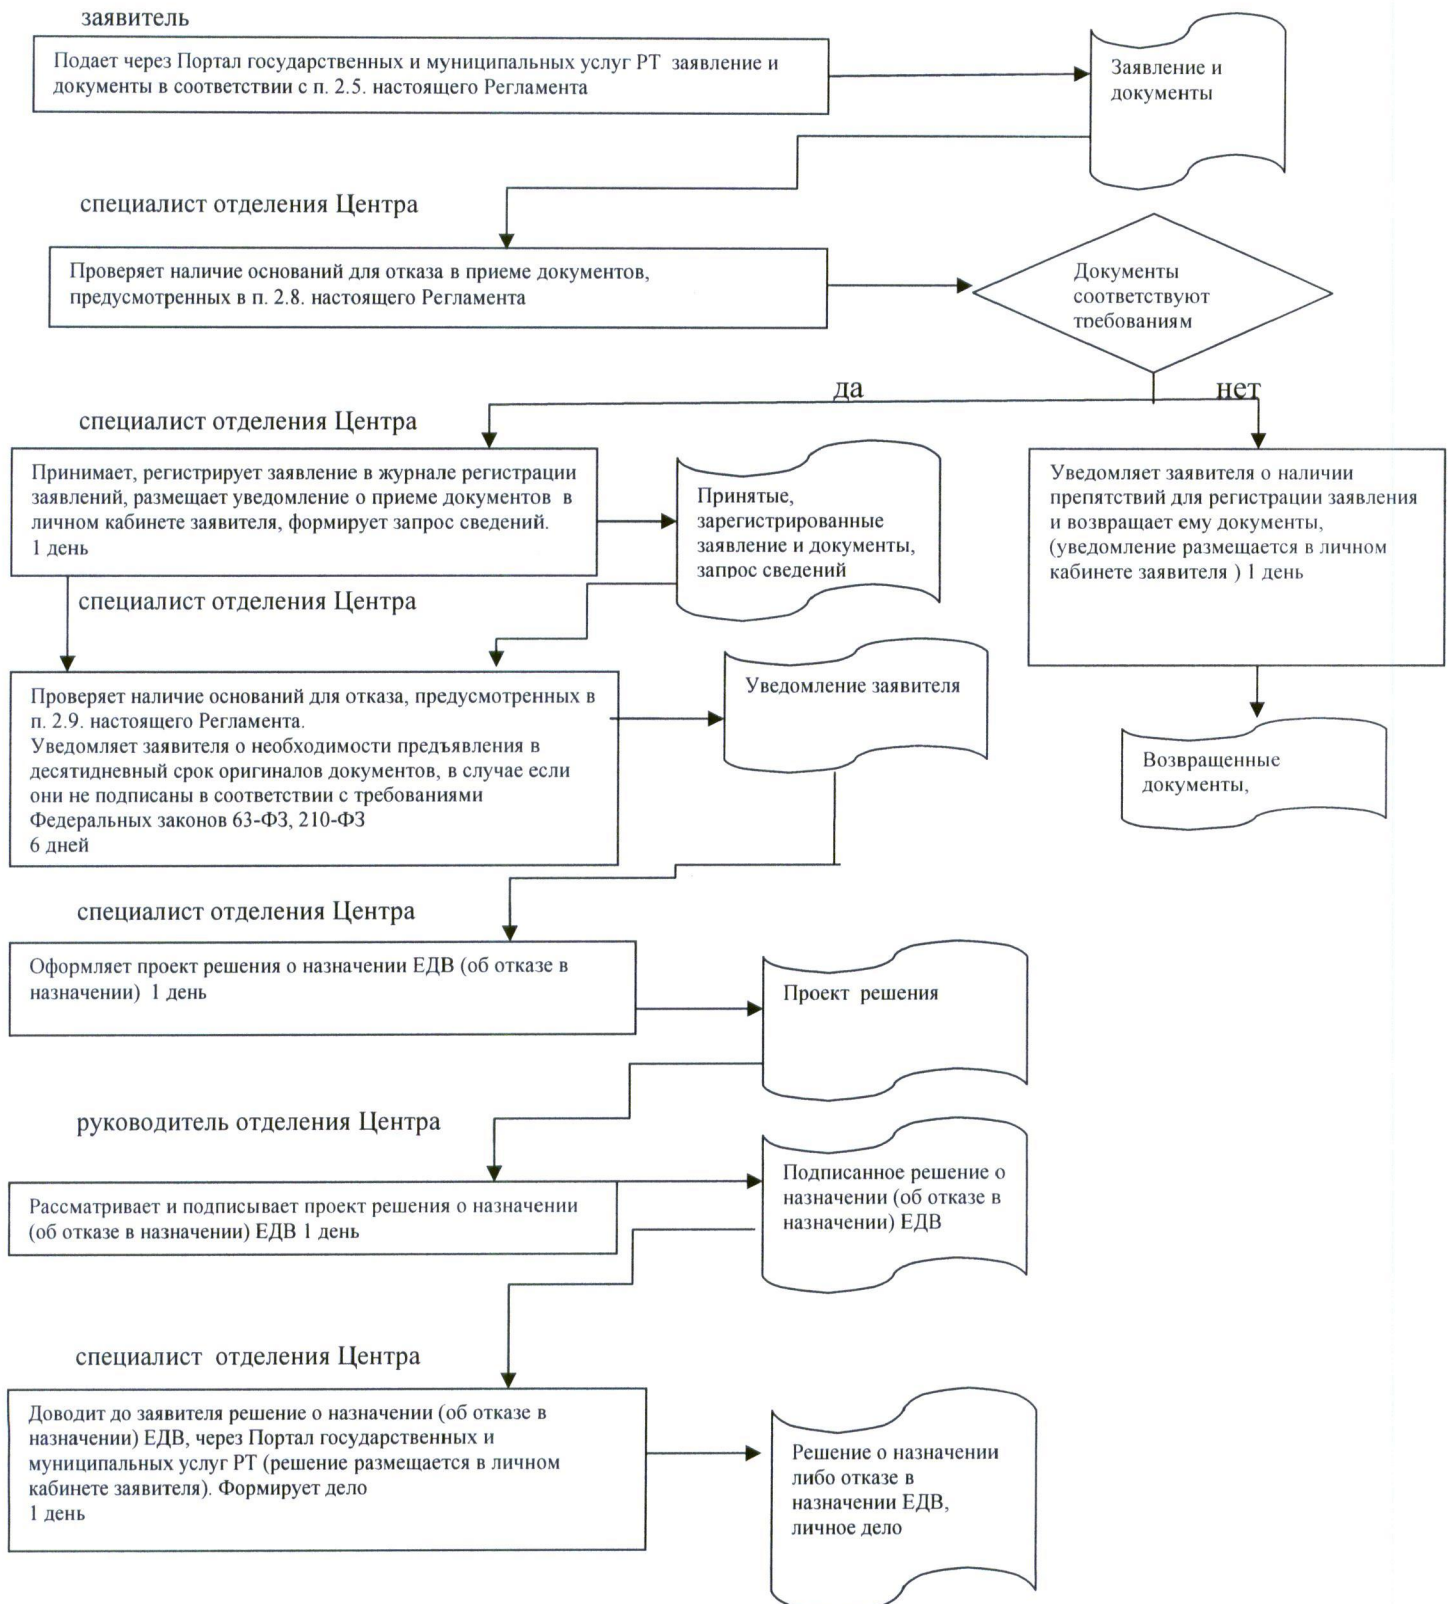 заявитель
Подает через Портал государственных и муниципальных услуг РТ заявление и
документы в соответствии с п. 2.5. настоящего Регламента
Заявление и
документы
специалист отделения Центра
Проверяет наличие оснований для отказа в приеме документов,
предусмотренных в п. 2.8. настоящего Регламента
Документы
соответствуют
требованиям
да
нет
специалист отделения Центра
Принимает, регистрирует заявление в журнале регистрации
заявлений, размещает уведомление о приеме документов в
личном кабинете заявителя, формирует запрос сведений.
1 день
Принятые,
зарегистрированные
заявление и документы,
запрос сведений
Уведомляет заявителя о наличии
препятствий для регистрации заявления
и возвращает ему документы,
(уведомление размещается в личном
кабинете заявителя ) 1 день
специалист отделения Центра
Проверяет наличие оснований для отказа, предусмотренных в
п. 2.9. настоящего Регламента.
Уведомляет заявителя о необходимости предъявления в
десятидневный срок оригиналов документов, в случае если
они не подписаны в соответствии с требованиями
Федеральных законов 63-ФЗ, 210-ФЗ
6 дней
Уведомление заявителя
Возвращенные
документы,
специалист отделения Центра
Оформляет проект решения о назначении ЕДВ (об отказе в
назначении) 1 день
Проект решения
руководитель отделения Центра
Рассматривает и подписывает проект решения о назначении
(об отказе в назначении) ЕДВ 1 день
Подписанное решение о
назначении (об отказе в
назначении) ЕДВ
специалист отделения Центра
Доводит до заявителя решение о назначении (об отказе в
назначении) ЕДВ, через Портал государственных и
муниципальных услуг РТ (решение размещается в личном
кабинете заявителя). Формирует дело
1 день
Решение о назначении
либо отказе в
назначении ЕДВ,
личное дело